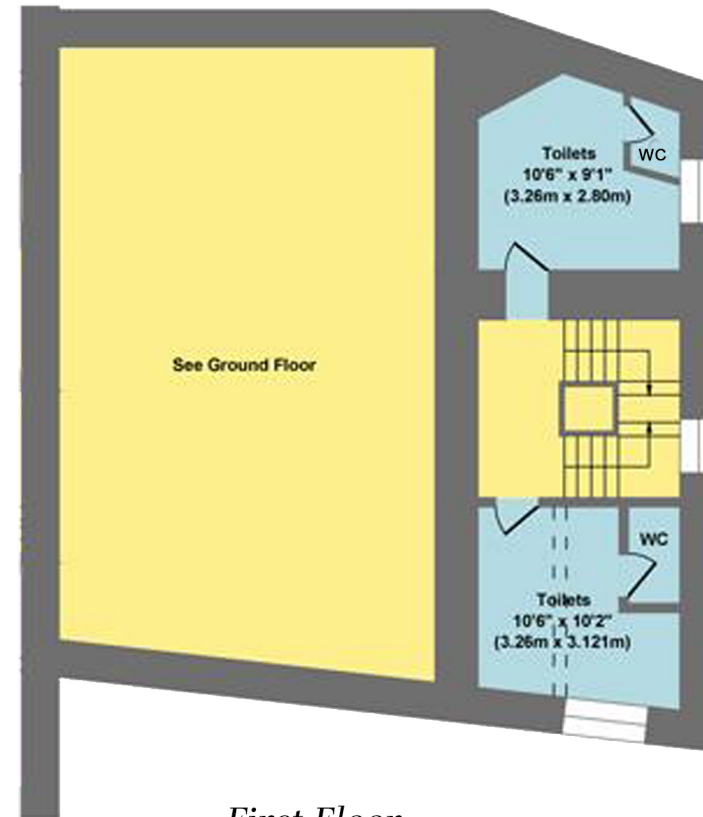 Toilets
10'6" x 9'1"
(3.26m x 2.80m)
WC
See Ground Floor
WC
Toilets
10'6" x 10'2"
(3.26m x 3.121m)
First Floor